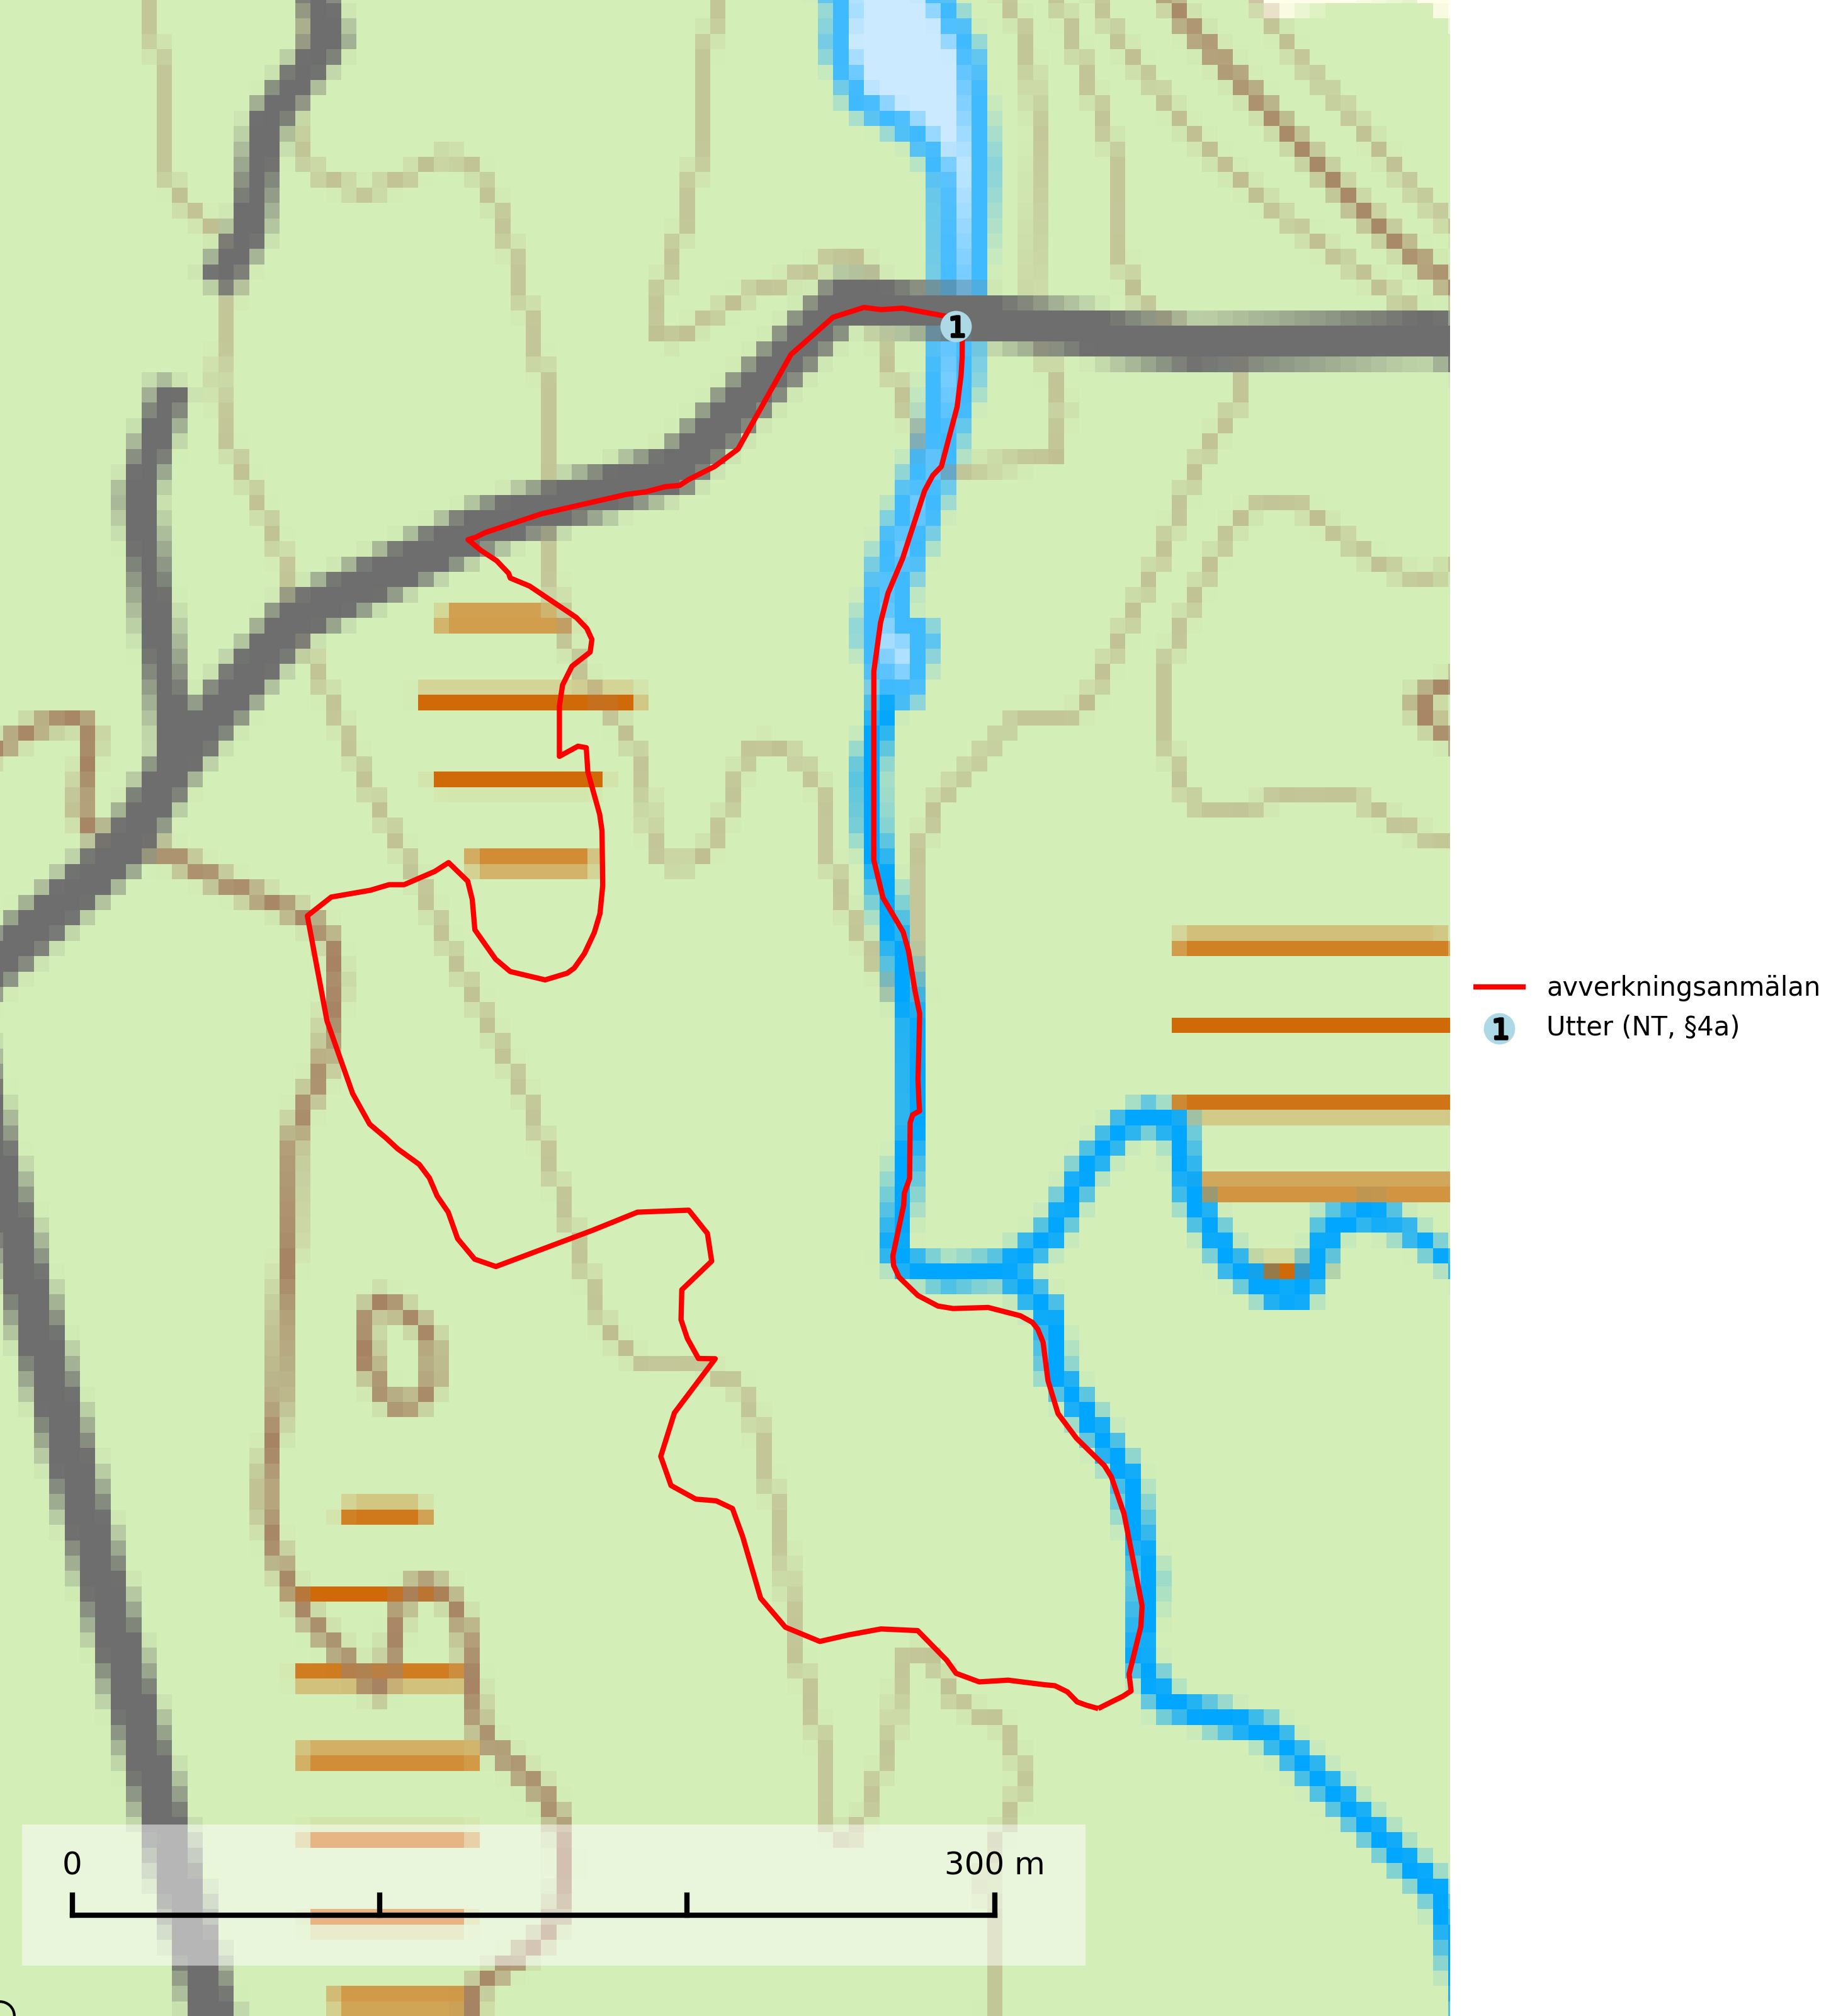 1
avverkningsanmälan
1 Utter (NT, §4a)
0 300 m